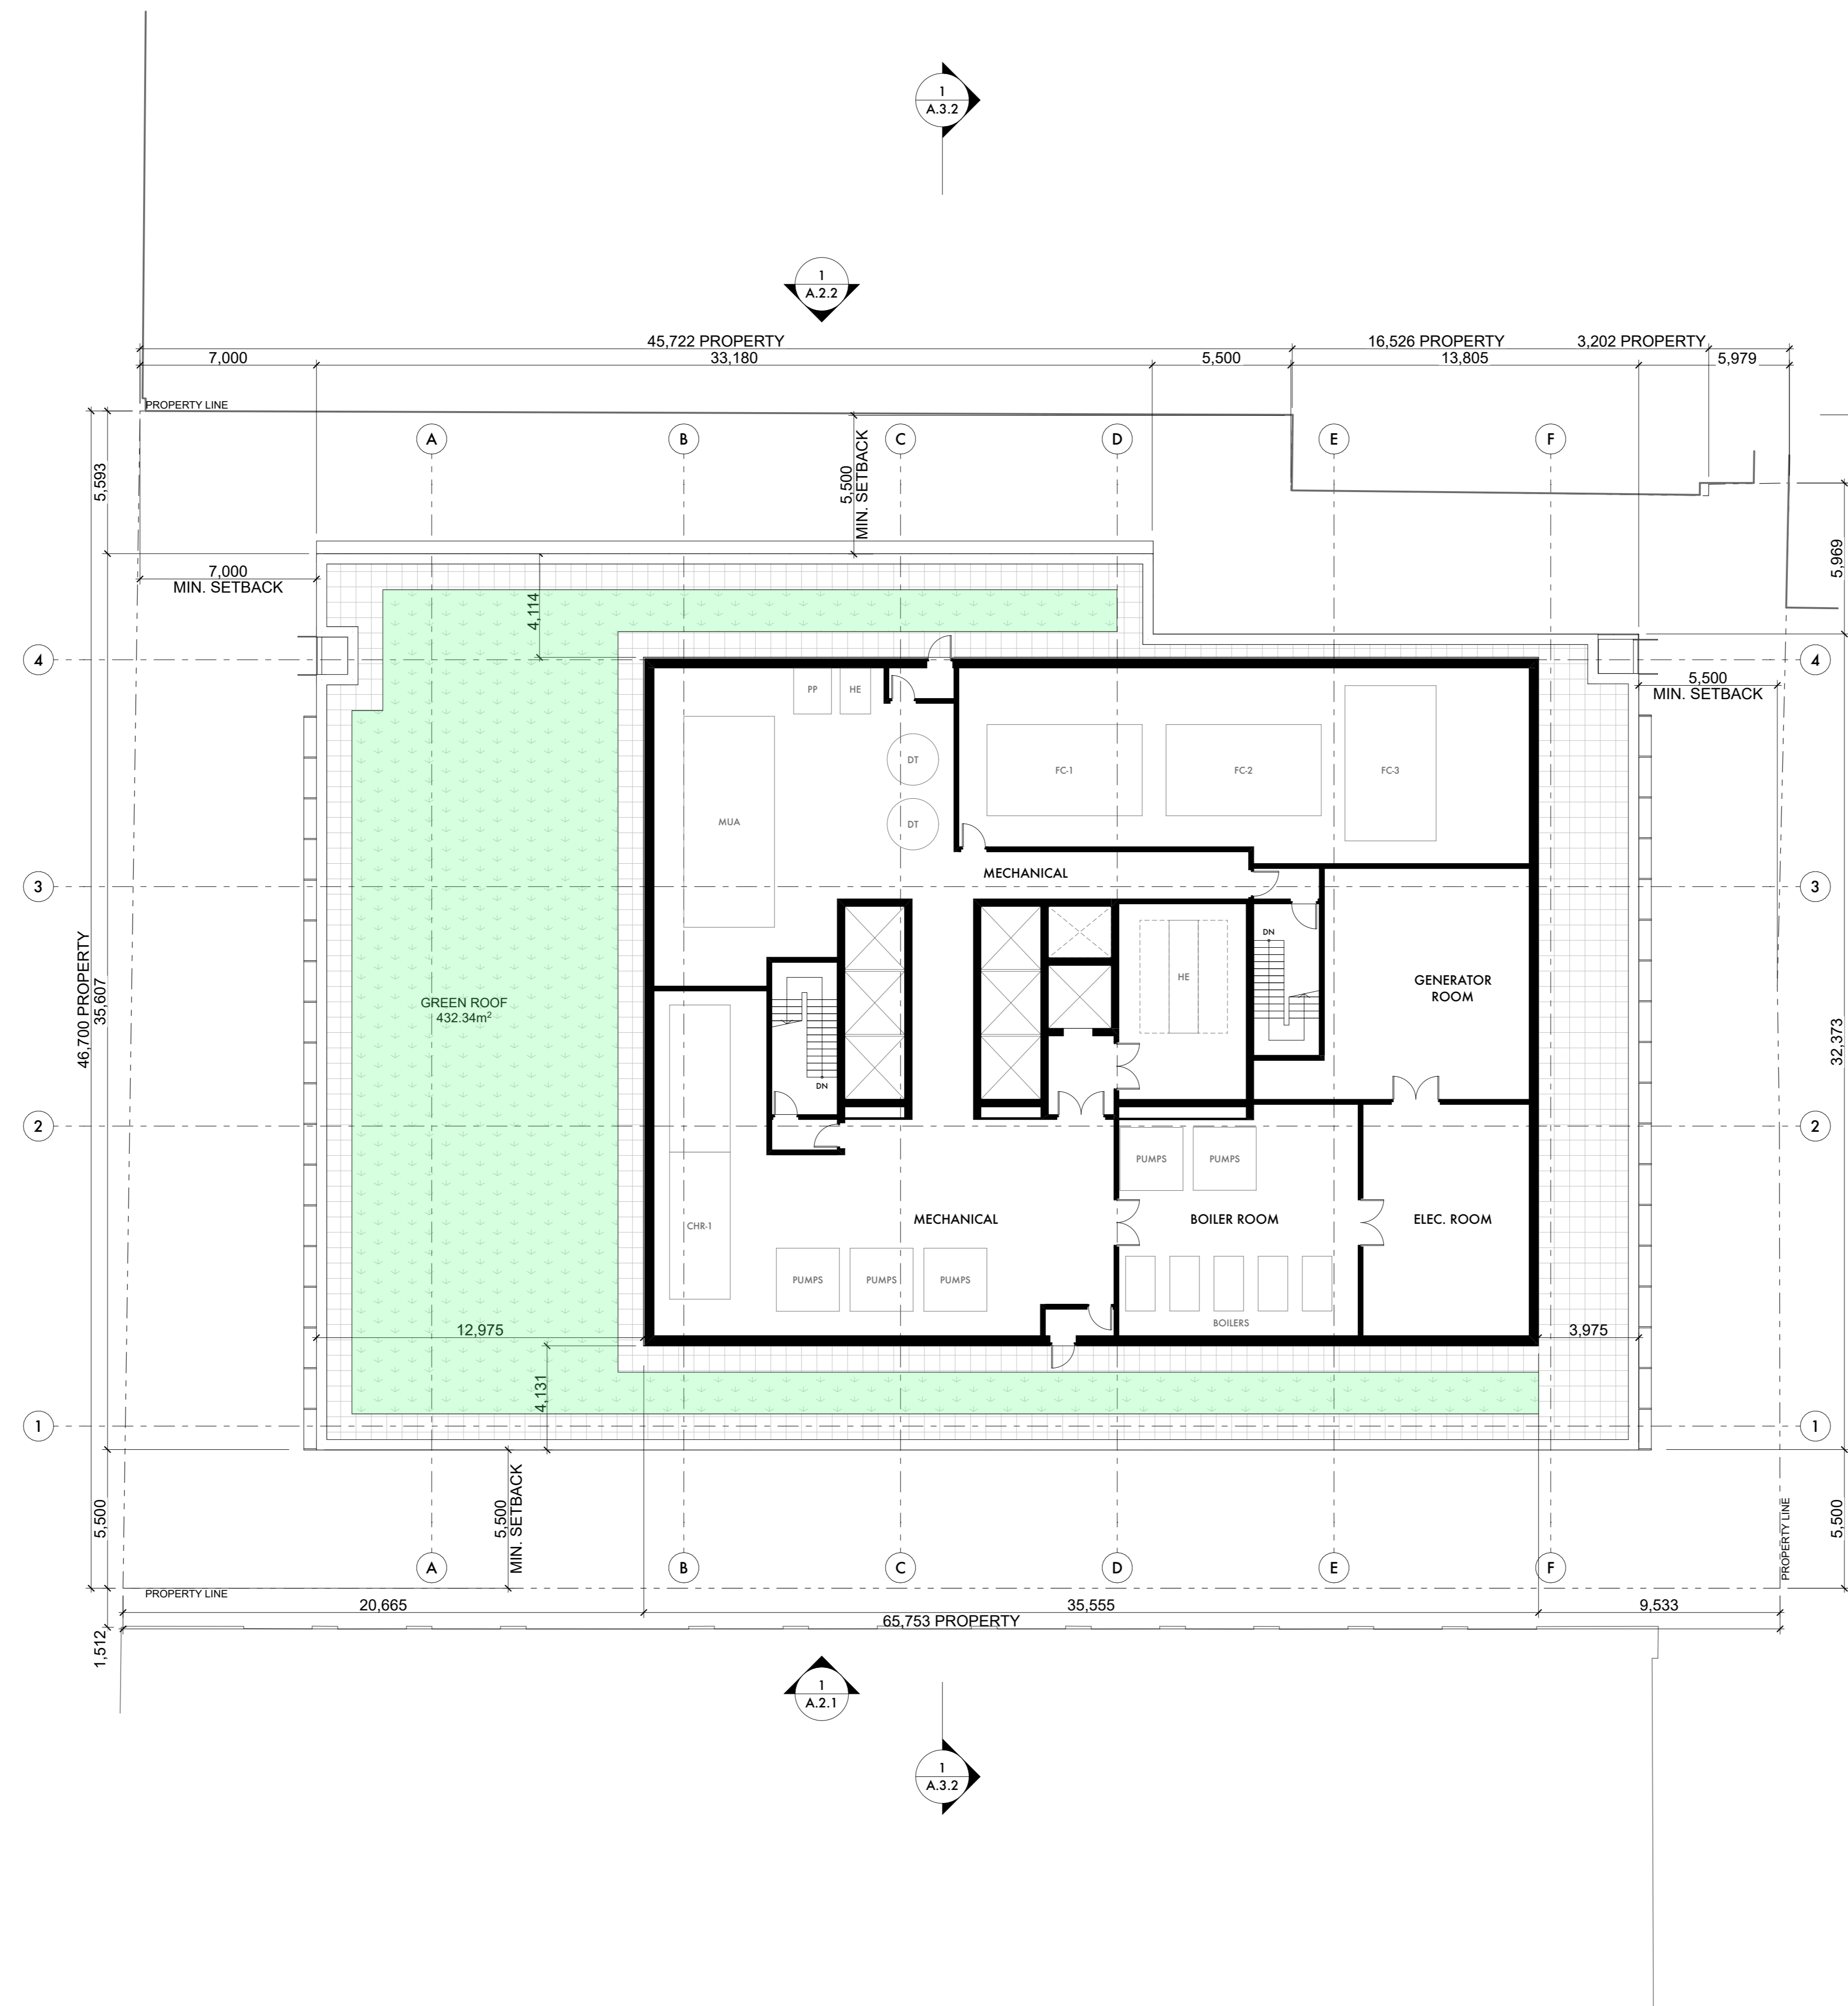 1
A.3.2
1
A.2.2
45,722 PROPERTY
16,526 PROPERTY
3,202 PROPERTY
7,000
33,180
5,500
13,805
5,979
PROPERTY LINE
A
B
C
D
E
F
5,593
5,500
MIN. SETBACK
5,969
7,000
MIN. SETBACK
4,114
4
4
5,500
MIN. SETBACK
PP
HE
DT
FC-1
FC-2
FC-3
MUA
DT
MECHANICAL
3
3
DN
HE
GENERATOR
ROOM
GREEN ROOF
432.34m²
46,700 PROPERTY
35,607
32,373
DN
2
2
PUMPS
PUMPS
CHR-1
MECHANICAL
BOILER ROOM
ELEC. ROOM
PUMPS
PUMPS
PUMPS
BOILERS
12,975
3,975
4,131
1
1
5,500
5,500
MIN. SETBACK
PROPERTY LINE
5,500
A
B
C
D
E
F
PROPERTY LINE
20,665
35,555
9,533
65,753 PROPERTY
1,512
1
A.2.1
1
A.3.2